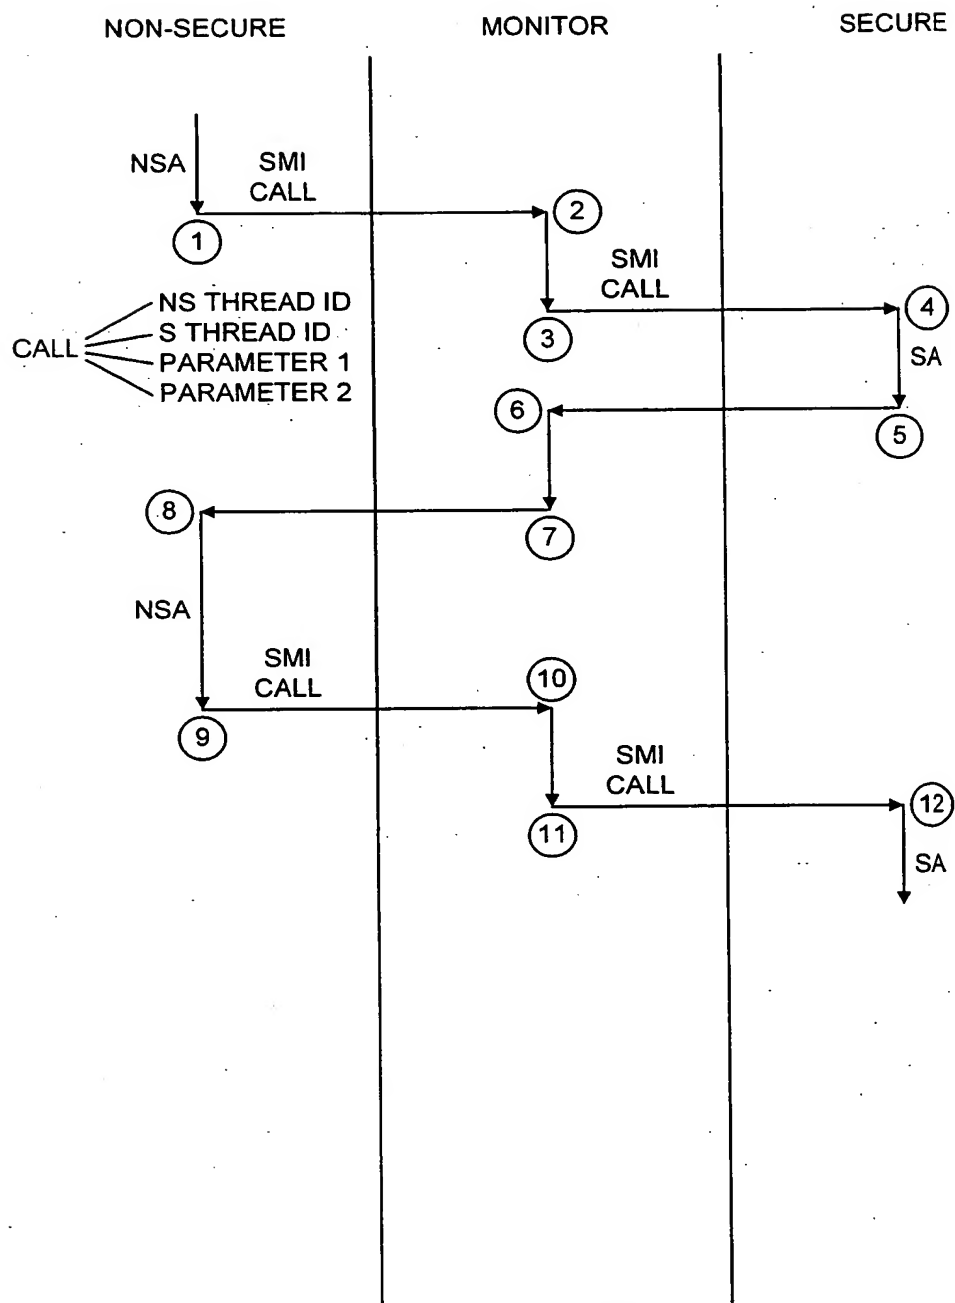 NON-SECURE
MONITOR
SECURE
NSA
SMI
CALL
1
2
SMI
CALL
3
4
NS THREAD ID
S THREAD ID
CALL
PARAMETER 1
PARAMETER 2
SA
6
5
8
7
NSA
SMI
CALL
10
9
SMI
CALL
11
12
SA